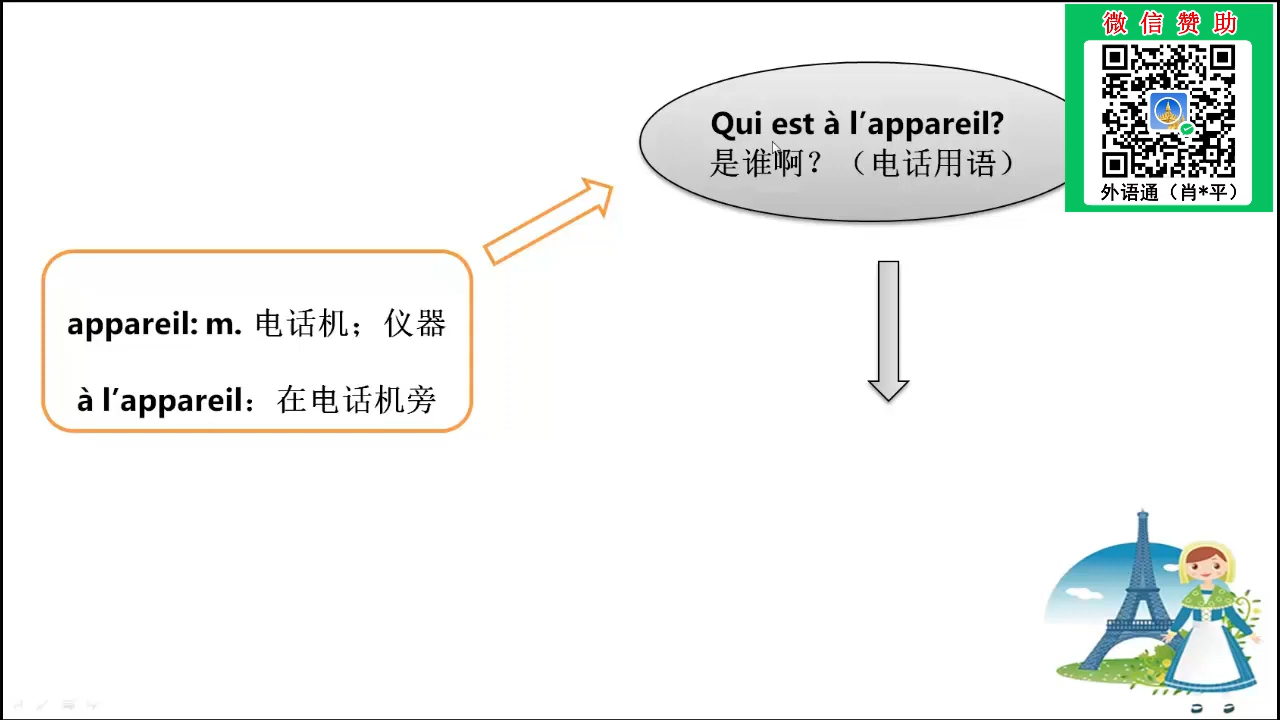 微信赞助
Qui est à l’appareil?
是谁啊？（电话用语）
外语通（肖*平）
appareil: m. 电话机；仪器
à l’appareil：在电话机旁